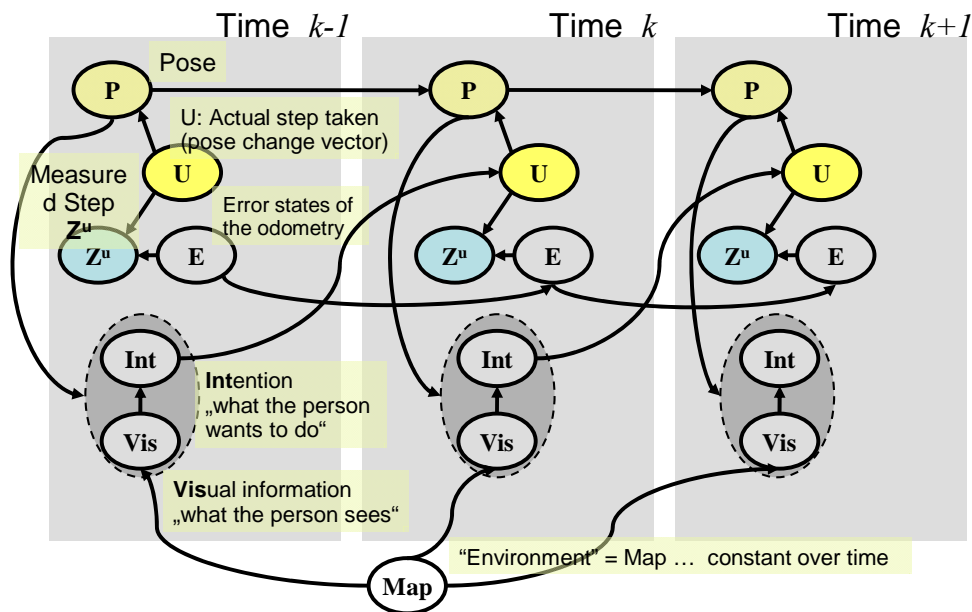 Time k-1
Time k
Time k+1
P
Pose
P
P
U: Actual step taken
(pose change vector)
U
U
U
Measure
d Step
Zᵘ
Error states of
the odometry
Zᵘ
E
Zᵘ
E
Zᵘ
E
Int
Int
Int
Intention
„what the person
wants to do“
Vis
Vis
Vis
Visual information
„what the person sees“
“Environment” = Map … constant over time
Map